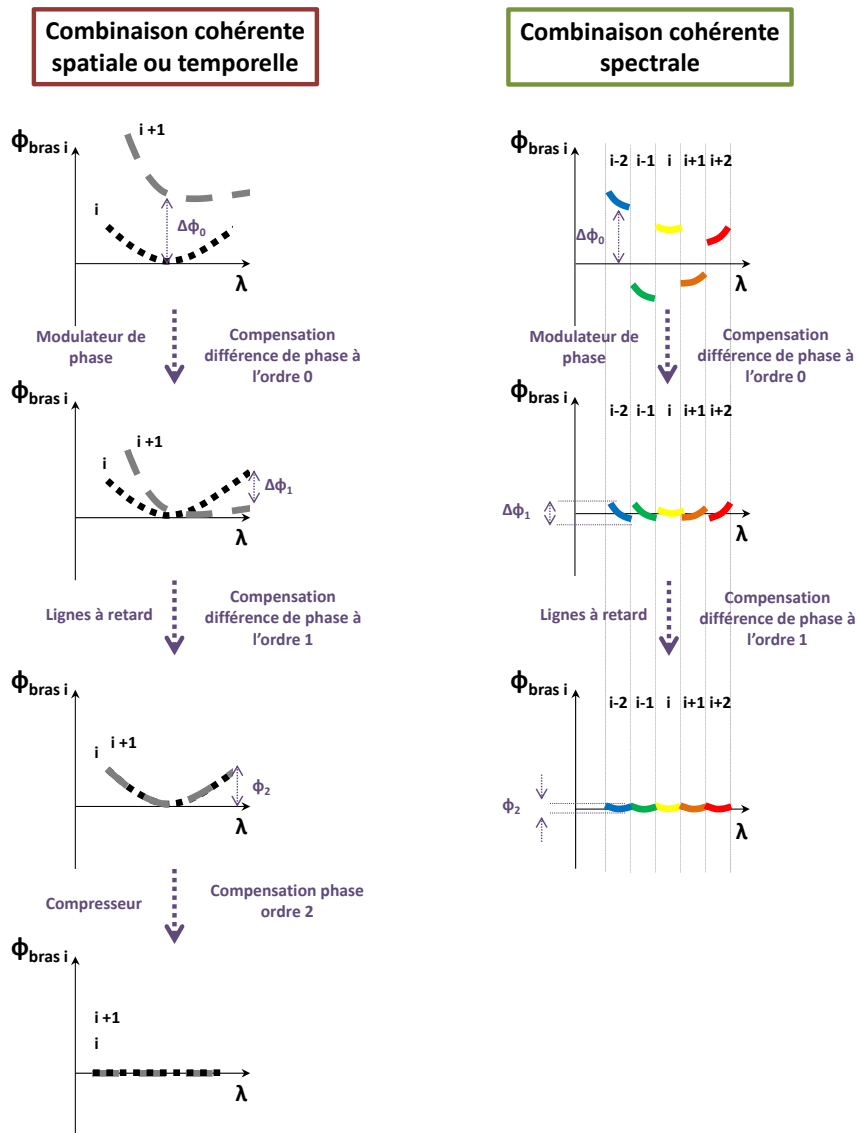 Combinaison cohérente
spatiale ou temporelle
Φbras i
i +1
i
Δϕ0
λ
Modulateur de
phase
Compensation
différence de phase à
l'ordre 0
Φbras i
i +1
i
Δϕ1
λ
Lignes à retard
Compensation
différence de phase à
l'ordre 1
Φbras i
i +1
i
ϕ2
λ
Compresseur
Compensation phase
ordre 2
Φbras i
i +1
i
λ
Combinaison cohérente
spectrale
Φbras i
i-2 i-1 i i+1 i+2
Δϕ0
λ
Modulateur de
phase
Compensation
différence de phase à
l'ordre 0
Φbras i
i-2 i-1 i i+1 i+2
Δϕ1
λ
Lignes à retard
Compensation
différence de phase à
l'ordre 1
Φbras i
i-2 i-1 i i+1 i+2
ϕ2
λ